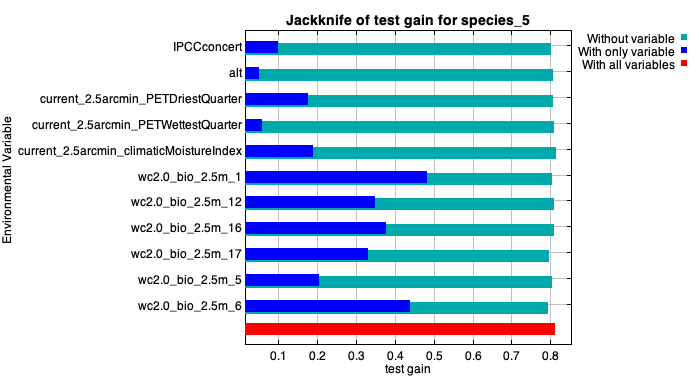 Jackknife of test gain for species_5
Without variable
With only variable
With all variables
Environmental Variable
IPCCconcert
alt
current_2.5arcmin_PETDriestQuarter
current_2.5arcmin_PETWettestQuarter
current_2.5arcmin_climaticMoistureIndex
wc2.0_bio_2.5m_1
wc2.0_bio_2.5m_12
wc2.0_bio_2.5m_16
wc2.0_bio_2.5m_17
wc2.0_bio_2.5m_5
wc2.0_bio_2.5m_6
0.1 0.2 0.3 0.4 0.5 0.6 0.7 0.8
test gain